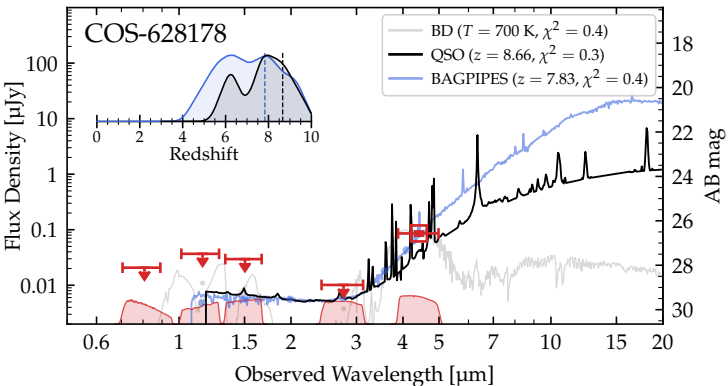 COS-628178
BD (T = 700 K, χ² = 0.4)
QSO (z = 8.66, χ² = 0.3)
BAGPIPES (z = 7.83, χ² = 0.4)
0 2 4 6 8 10
Redshift
Flux Density [μJy]
100
10
1
0.1
0.01
AB mag
18
20
22
24
26
28
30
0.6 1 1.5 2 3 4 5 7 10 15 20
Observed Wavelength [μm]